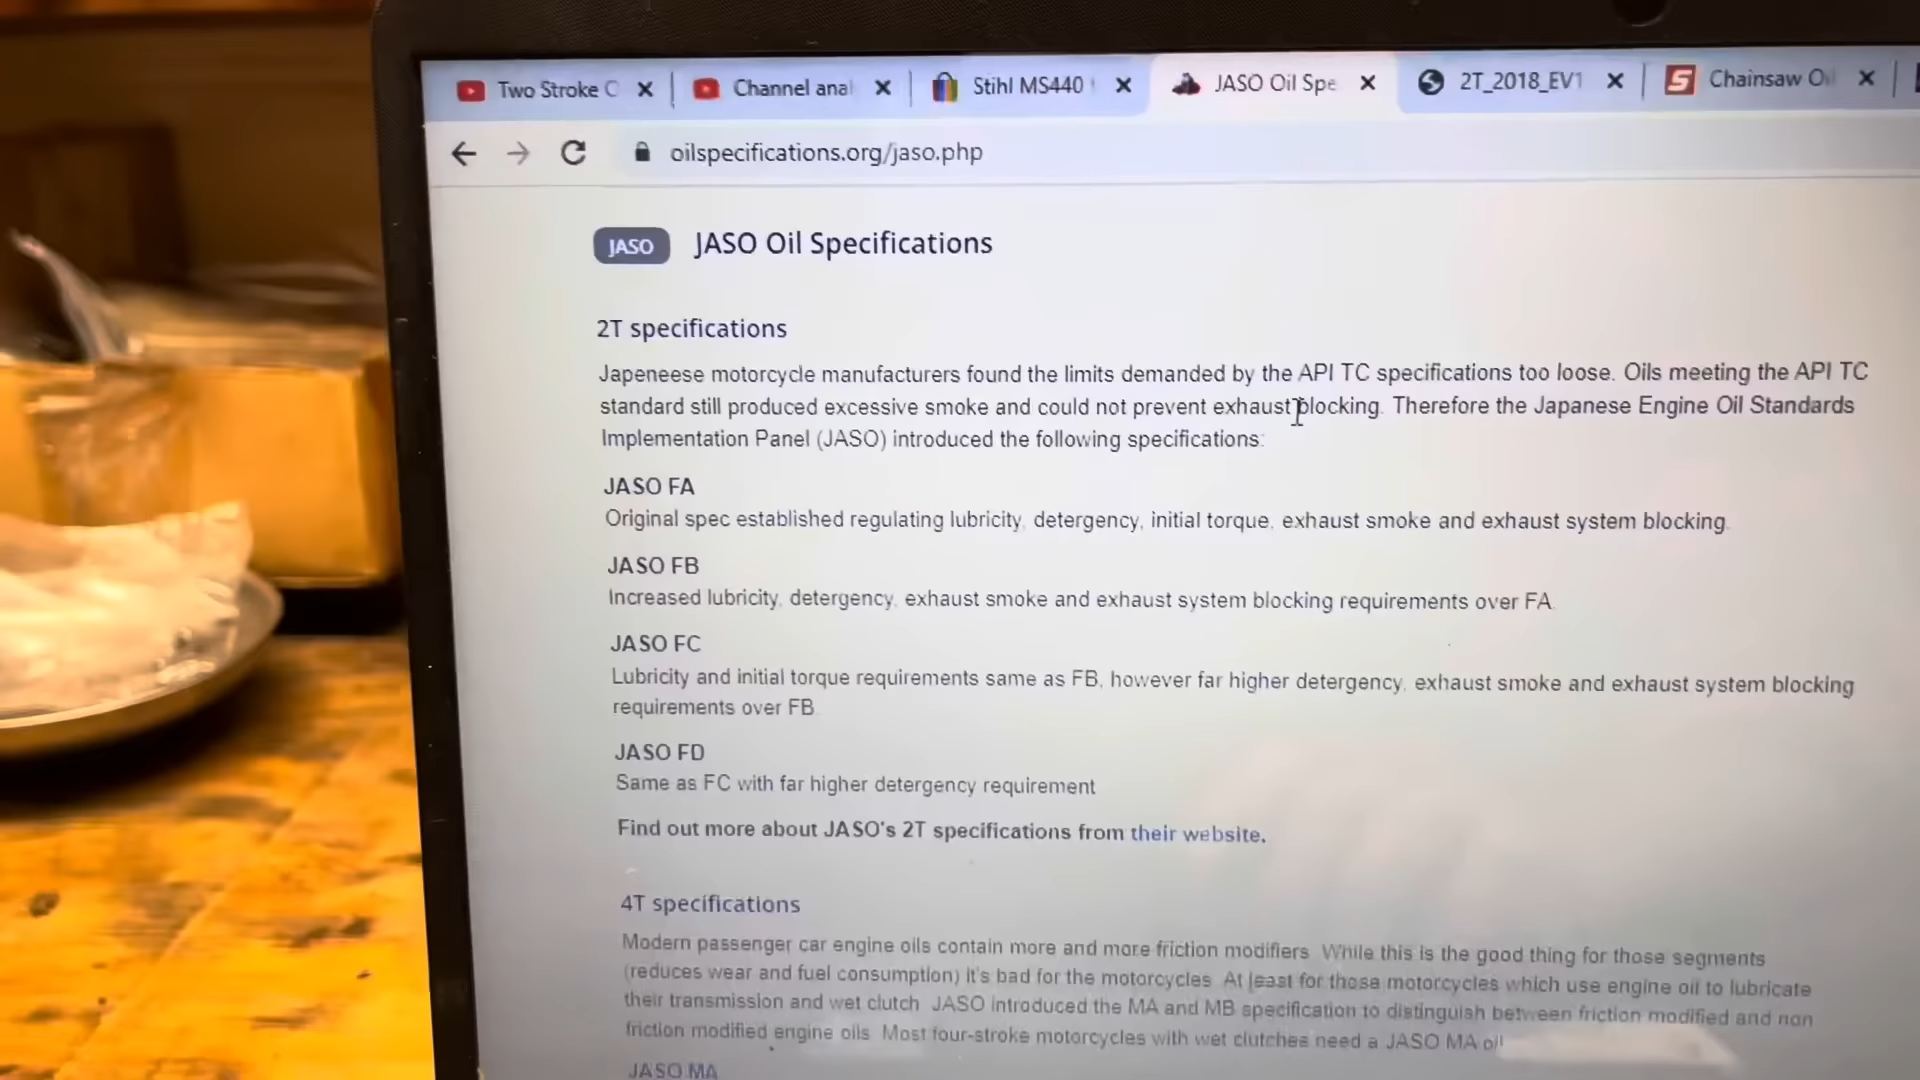 Two Stroke C
Channel anal
Stihl MS440
JASO Oil Spe
2T_2018_EV1
Chainsaw O
oilspecifications.org/jaso.php
JASO JASO Oil Specifications
2T specifications
Japeneese motorcycle manufacturers found the limits demanded by the API TC specifications too loose. Oils meeting the API TC
standard still produced excessive smoke and could not prevent exhaust blocking. Therefore the Japanese Engine Oil Standards
Implementation Panel (JASO) introduced the following specifications:
JASO FA
Original spec established regulating lubricity, detergency, initial torque, exhaust smoke and exhaust system blocking.
JASO FB
Increased lubricity, detergency, exhaust smoke and exhaust system blocking requirements over FA.
JASO FC
Lubricity and initial torque requirements same as FB, however far higher detergency, exhaust smoke and exhaust system blocking
requirements over FB.
JASO FD
Same as FC with far higher detergency requirement
Find out more about JASO's 2T specifications from their website.
4T specifications
Modern passenger car engine oils contain more and more friction modifiers. While this is the good thing for those segments
(reduces wear and fuel consumption) it's bad for the motorcycles. At least for those motorcycles which use engine oil to lubricate
their transmission and wet clutch. JASO introduced the MA and MB specification to distinguish between friction modified and non
friction modified engine oils. Most four-stroke motorcycles with wet clutches need a JASO MA oil
JASO MA